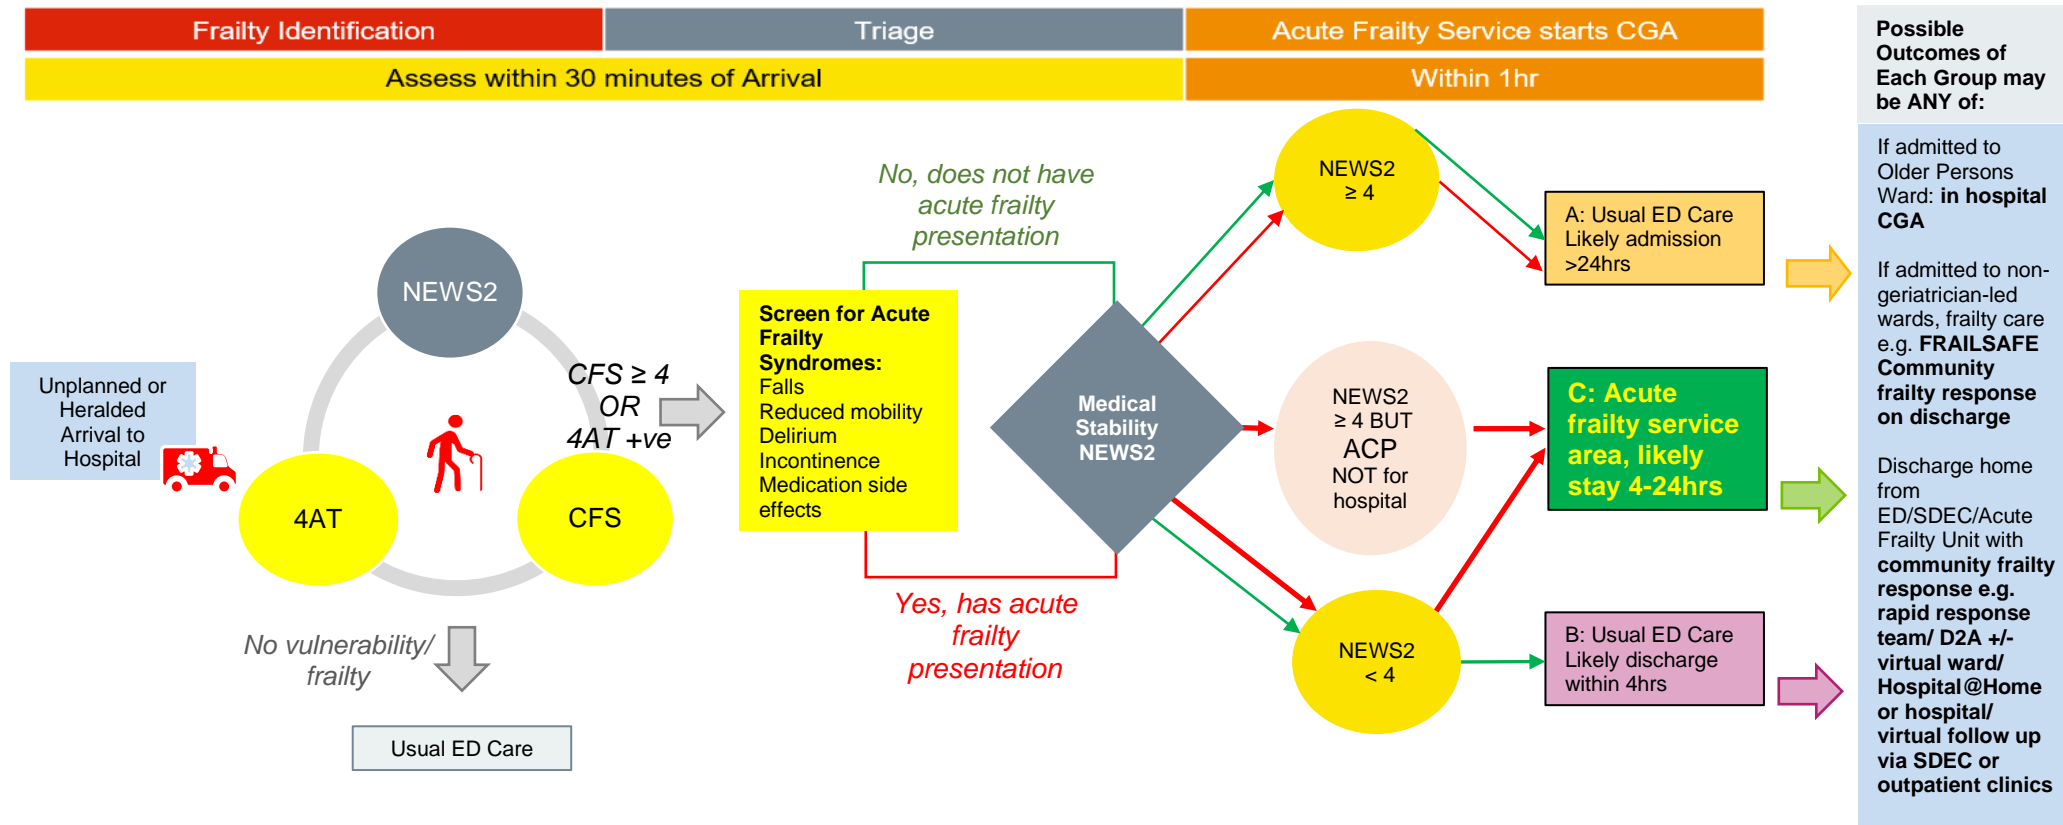 Frailty Identification
Triage
Acute Frailty Service starts CGA
Assess within 30 minutes of Arrival
Within 1hr
Unplanned or
Heralded
Arrival to
Hospital
NEWS2
4AT
CFS
CFS ≥ 4
OR
4AT +ve
No vulnerability/
frailty
Usual ED Care
Screen for Acute
Frailty
Syndromes:
Falls
Reduced mobility
Delirium
Incontinence
Medication side
effects
No, does not have
acute frailty
presentation
Yes, has acute
frailty
presentation
Medical
Stability
NEWS2
NEWS2
≥ 4
NEWS2
≥ 4 BUT
ACP
NOT for
hospital
NEWS2
< 4
A: Usual ED Care
Likely admission
>24hrs
C: Acute
frailty service
area, likely
stay 4-24hrs
B: Usual ED Care
Likely discharge
within 4hrs
Possible
Outcomes of
Each Group may
be ANY of:
If admitted to
Older Persons
Ward: in hospital
CGA
If admitted to non-
geriatrician-led
wards, frailty care
e.g. FRAILSAFE
Community
frailty response
on discharge
Discharge home
from
ED/SDEC/Acute
Frailty Unit with
community frailty
response e.g.
rapid response
team/ D2A +/-
virtual ward/
Hospital@Home
or hospital/
virtual follow up
via SDEC or
outpatient clinics